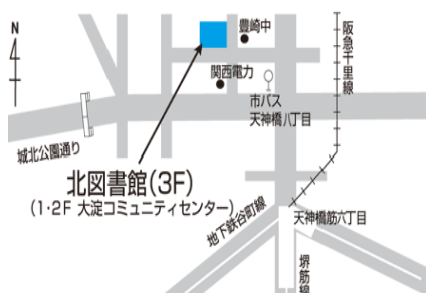 N
豊崎中
関西電力
市バス
天神橋八丁目
阪急千里線
城北公園通り
北図書館(3F)
(1・2F 大淀コミュニティセンター)
地下鉄谷町線
天神橋筋六丁目
堺筋線